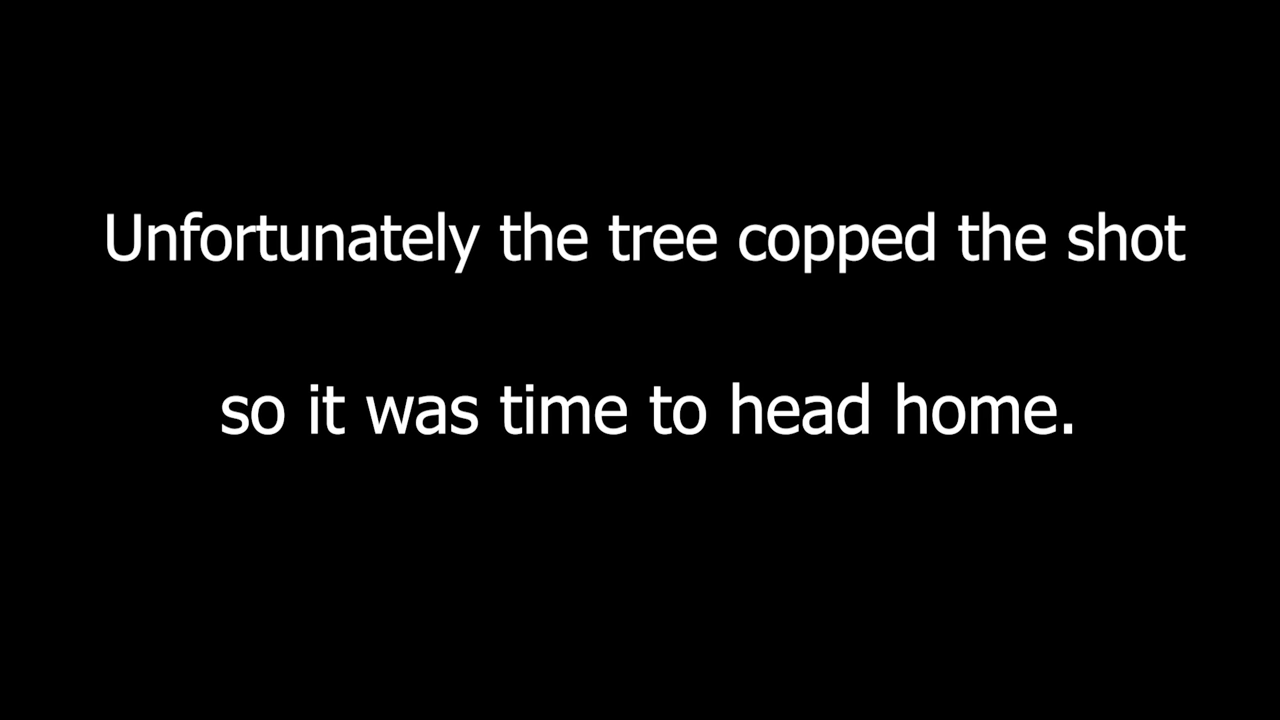 Unfortunately the tree copped the shot
so it was time to head home.